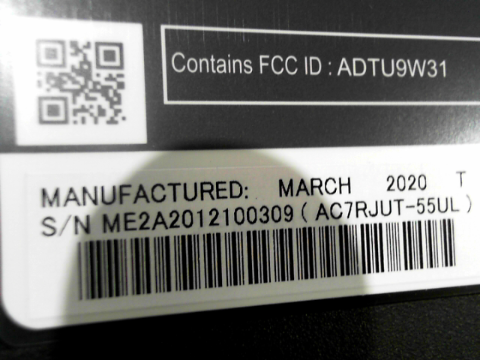 Contains FCC ID : ADTU9W31
MANUFACTURED: MARCH 2020 T
S/N ME2A2012100309 ( AC7RJUT-55UL )